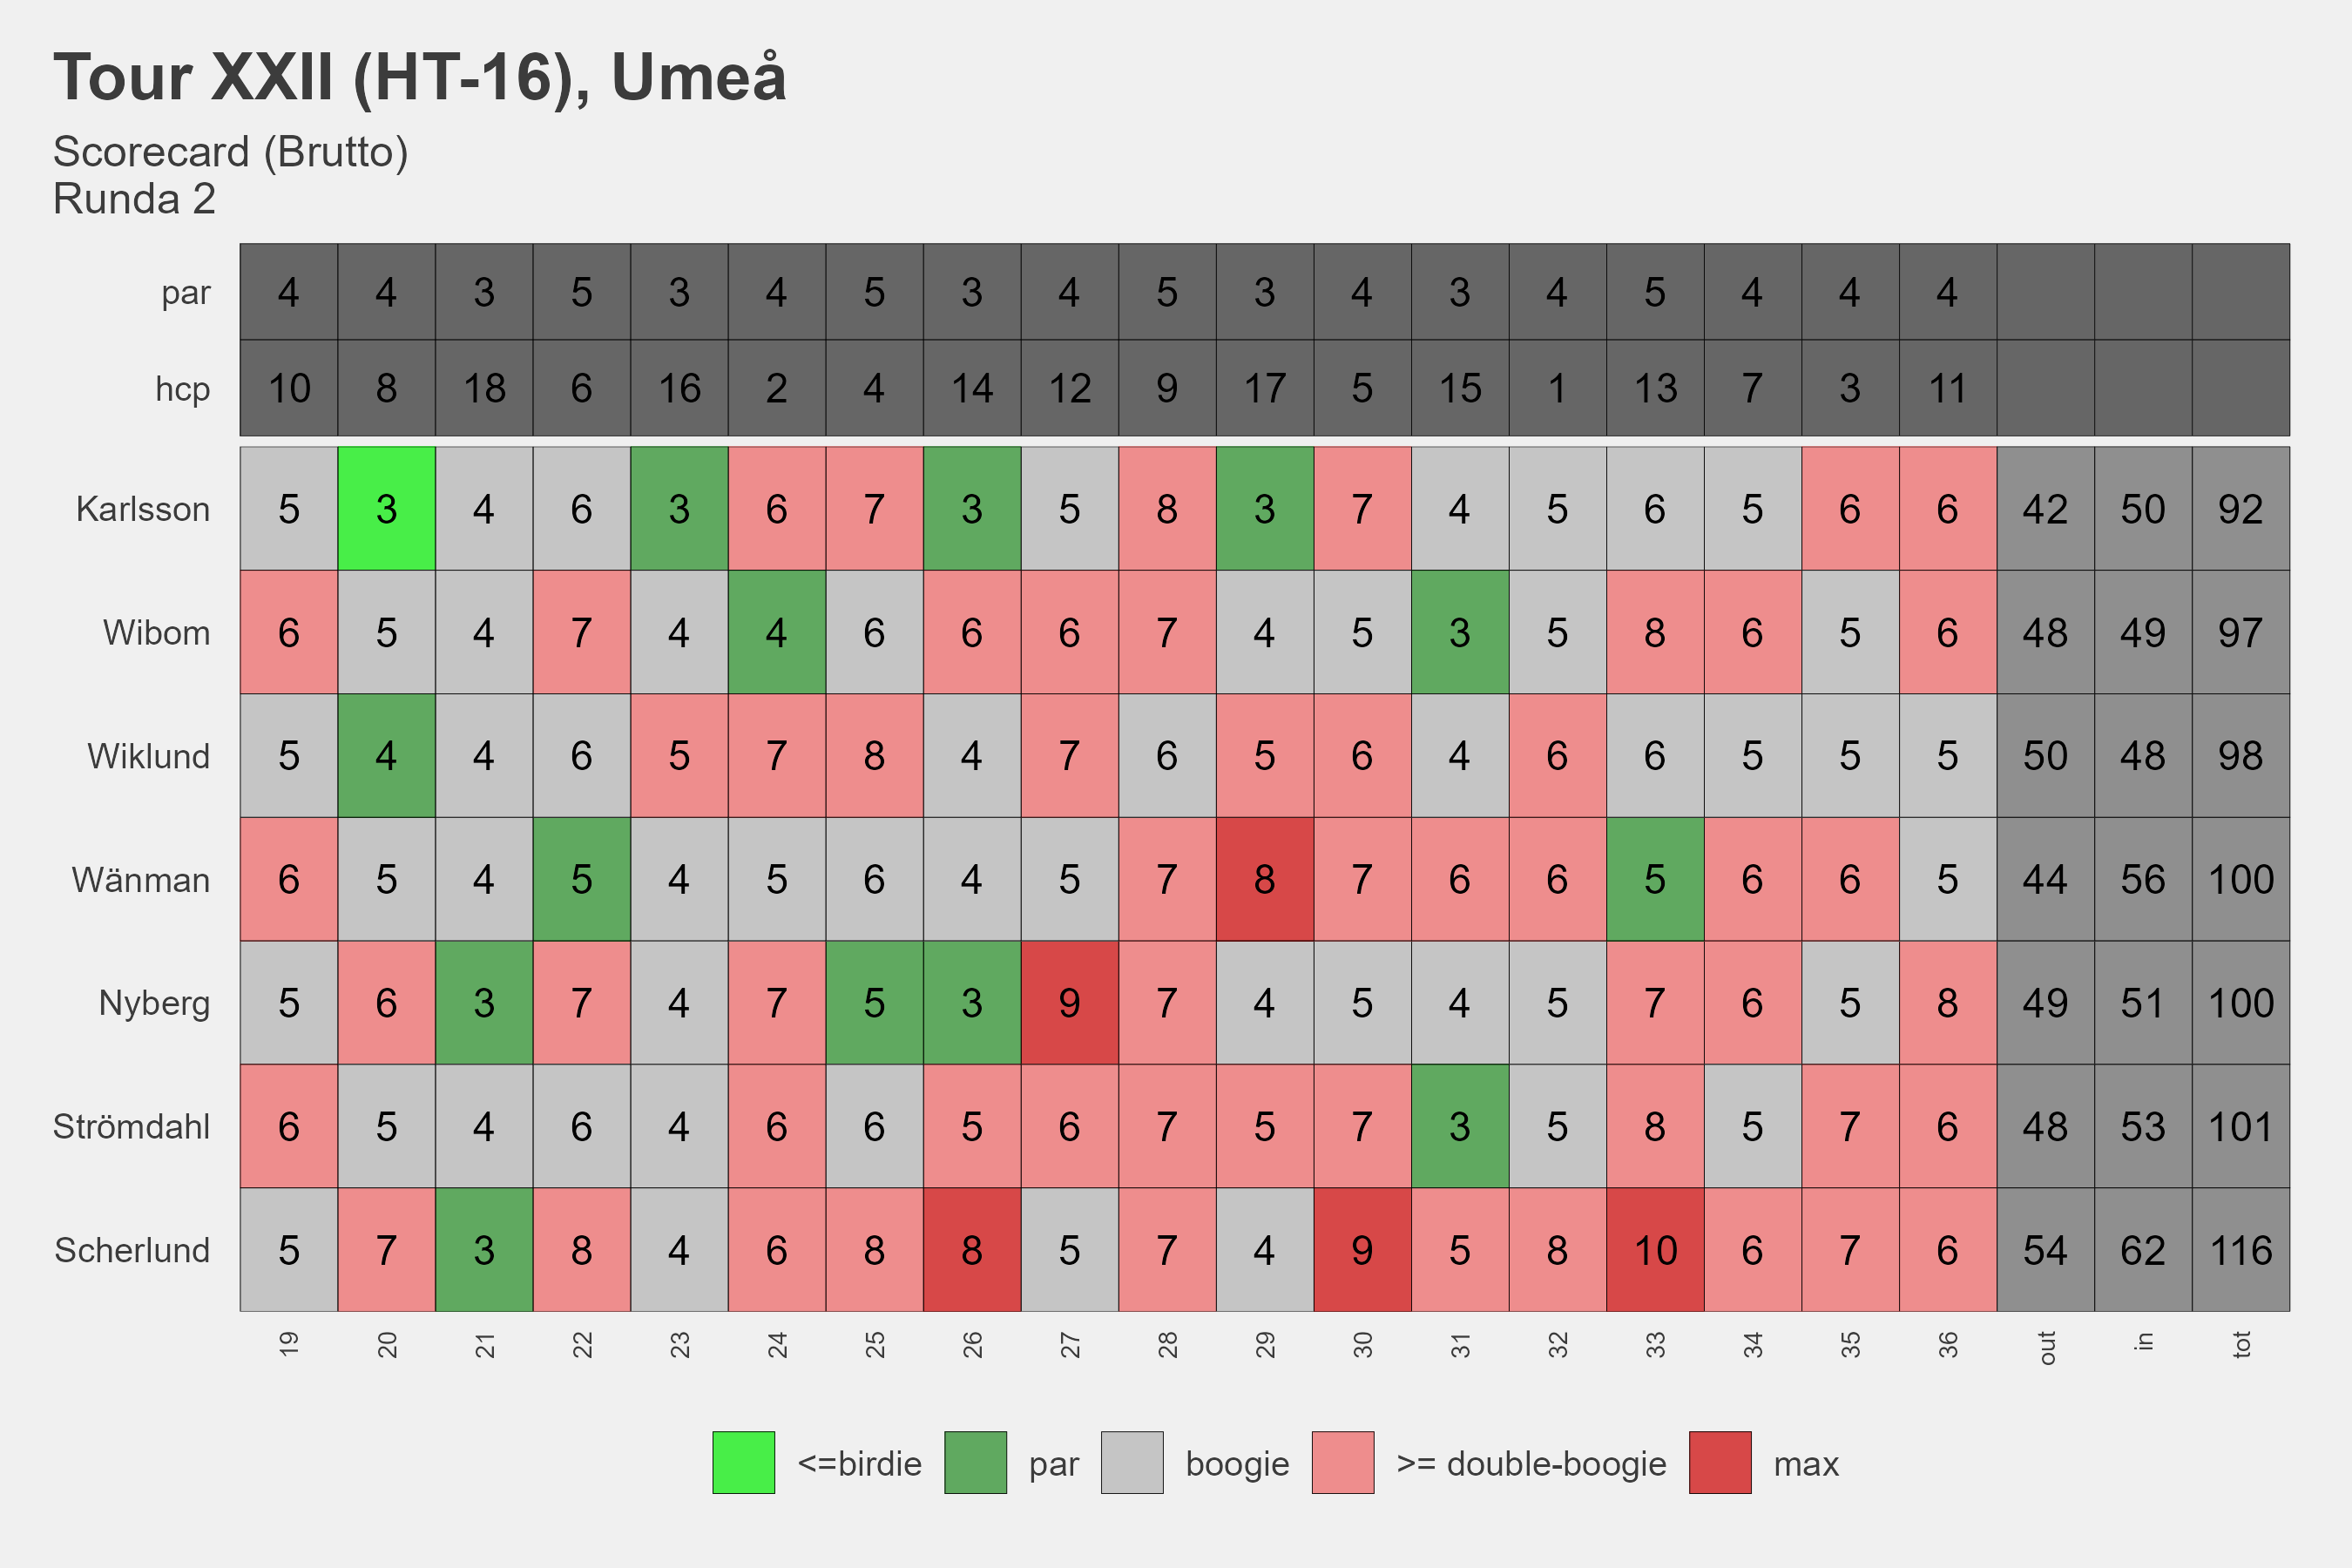 Tour XXII (HT-16), Umeå
Scorecard (Brutto)
Runda 2
par 4 4 3 5 3 4 5 3 4 5 3 4 3 4 5 4 4 4
hcp 10 8 18 6 16 2 4 14 12 9 17 5 15 1 13 7 3 11
Karlsson 5 3 4 6 3 6 7 3 5 8 3 7 4 5 6 5 6 6 42 50 92
Wibom 6 5 4 7 4 4 6 6 6 7 4 5 3 5 8 6 5 6 48 49 97
Wiklund 5 4 4 6 5 7 8 4 7 6 5 6 4 6 6 5 5 5 50 48 98
Wänman 6 5 4 5 4 5 6 4 5 7 8 7 6 6 5 6 6 5 44 56 100
Nyberg 5 6 3 7 4 7 5 3 9 7 4 5 4 5 7 6 5 8 49 51 100
Strömdahl 6 5 4 6 4 6 6 5 6 7 5 7 3 5 8 5 7 6 48 53 101
Scherlund 5 7 3 8 4 6 8 8 5 7 4 9 5 8 10 6 7 6 54 62 116
19 20 21 22 23 24 25 26 27 28 29 30 31 32 33 34 35 36 out in tot
<=birdie par boogie >= double-boogie max